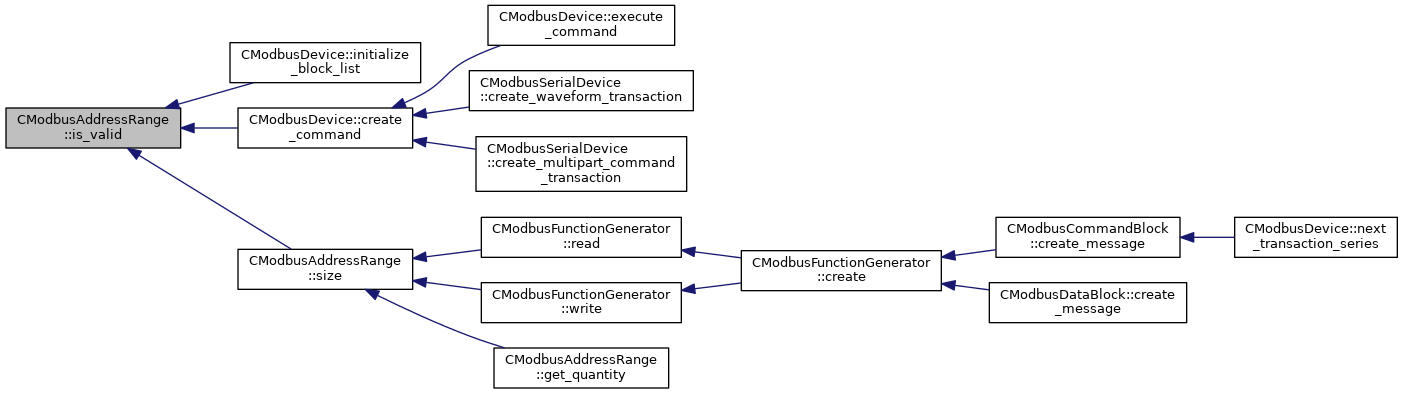 CModbusAddressRange
::is_valid
CModbusDevice::initialize
_block_list
CModbusDevice::create
_command
CModbusDevice::execute
_command
CModbusSerialDevice
::create_waveform_transaction
CModbusSerialDevice
::create_multipart_command
_transaction
CModbusAddressRange
::size
CModbusFunctionGenerator
::read
CModbusFunctionGenerator
::write
CModbusAddressRange
::get_quantity
CModbusFunctionGenerator
::create
CModbusCommandBlock
::create_message
CModbusDataBlock::create
_message
CModbusDevice::next
_transaction_series